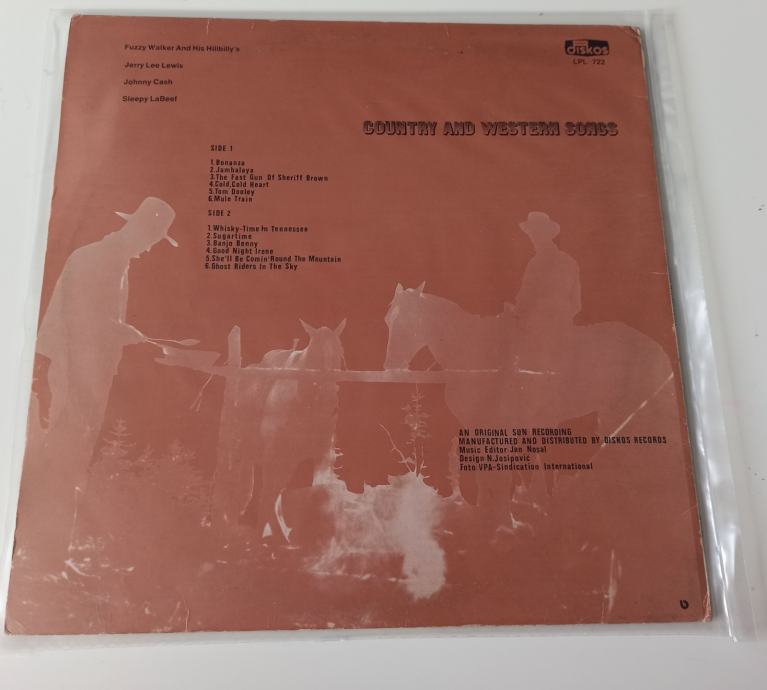 Fuzzy Walker And His Hillbilly's
Jerry Lee Lewis
Johnny Cash
Sleepy LaBeef
diskos
LPL 722
COUNTRY AND WESTERN SONGS
SIDE 1
1.Bonanza
2.Jambalaya
3.The Fast Gun Of Sheriff Brown
4.Cold,Cold Heart
5.Tom Dooley
6.Mule Train
SIDE 2
1.Whisky-Time In Tennessee
2.Sugartime
3.Banjo Benny
4.Good Night Irene
5.She'll Be Comin'Round The Mountain
6.Ghost Riders In The Sky
AN ORIGINAL SUN RECORDING
MANUFACTURED AND DISTRIBUTED BY DISKOS RECORDS
Music Editor Jan Nosal
Design N.Josipović
Foto VPA-Sindication International